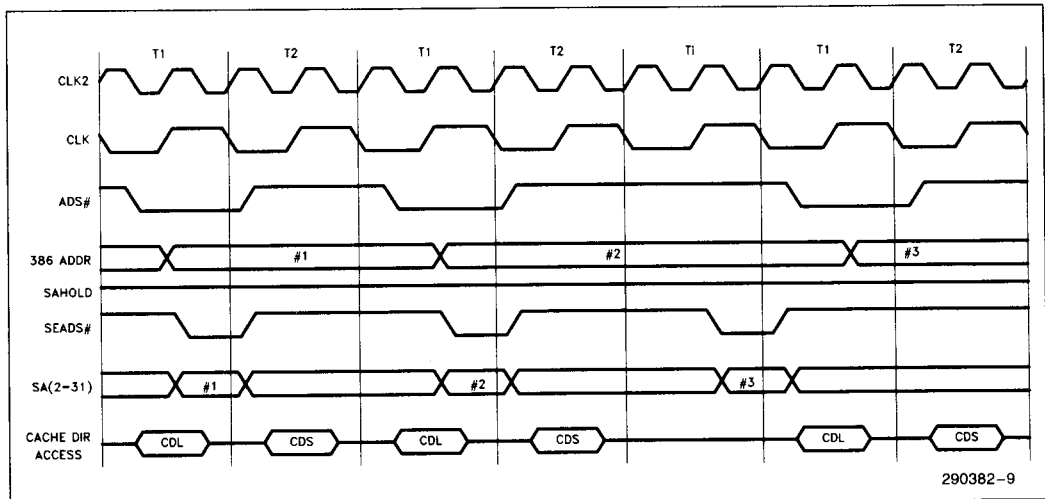 T1 T2 T1 T2 Ti T1 T2
CLK2
CLK
ADS#
386 ADDR #1 #2 #3
SAHOLD
SEADS#
SA(2-31) #1 #2 #3
CACHE DIR
ACCESS CDL CDS CDL CDS CDL CDS
290382-9